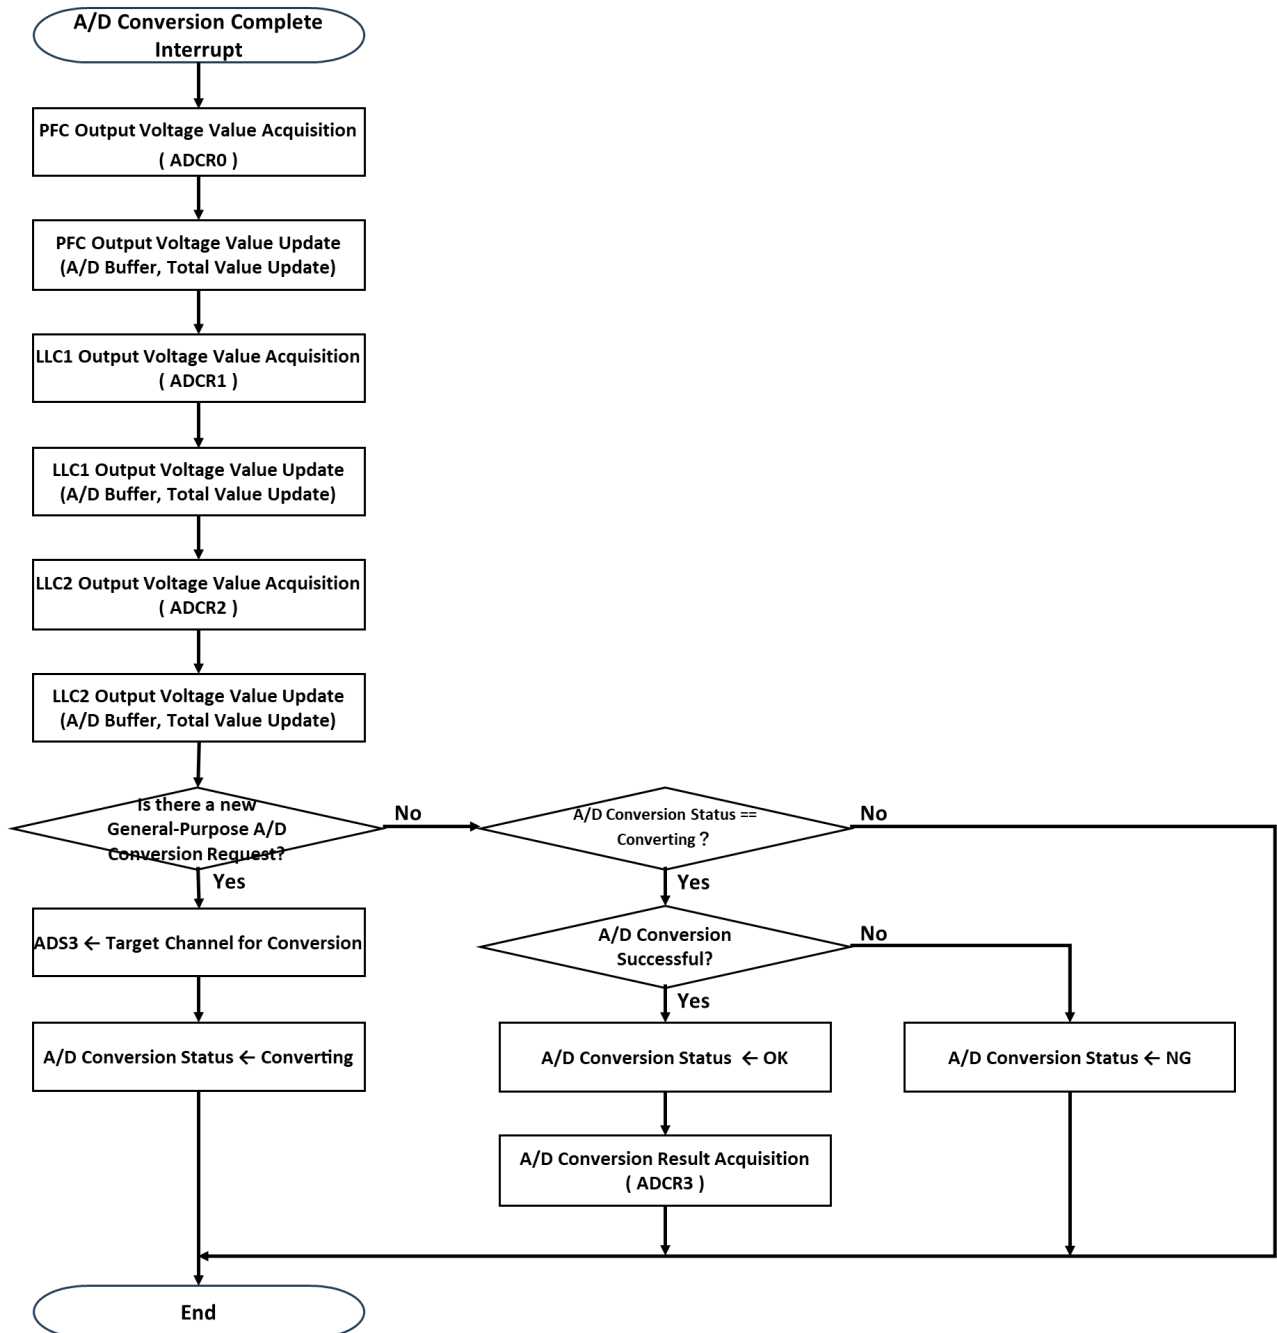 A/D Conversion Complete
Interrupt
PFC Output Voltage Value Acquisition
( ADCR0 )
PFC Output Voltage Value Update
(A/D Buffer, Total Value Update)
LLC1 Output Voltage Value Acquisition
( ADCR1 )
LLC1 Output Voltage Value Update
(A/D Buffer, Total Value Update)
LLC2 Output Voltage Value Acquisition
( ADCR2 )
LLC2 Output Voltage Value Update
(A/D Buffer, Total Value Update)
Is there a new
General-Purpose A/D
Conversion Request?
No
Yes
ADS3 ← Target Channel for Conversion
A/D Conversion Status ← Converting
A/D Conversion Status ==
Converting ?
No
Yes
A/D Conversion
Successful?
No
Yes
A/D Conversion Status ← OK
A/D Conversion Result Acquisition
( ADCR3 )
A/D Conversion Status ← NG
End